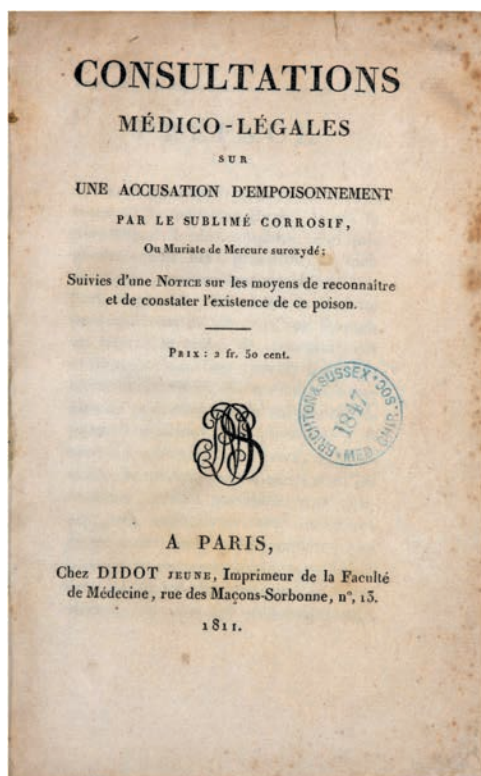 CONSULTATIONS
MÉDICO-LÉGALES
SUR
UNE ACCUSATION D'EMPOISONNEMENT
PAR LE SUBLIMÉ CORROSIF,
Ou Muriate de Mercure suroxydé;
Suivies d'une NOTICE sur les moyens de reconnaître
et de constater l'existence de ce poison.
PRIX : 2 fr. 50 cent.
BRIGHTON & SUSSEX
1847
MED
CHIR
A PARIS,
Chez DIDOT JEUNE, Imprimeur de la Faculté
de Médecine, rue des Maçons-Sorbonne, n°, 13.
1811.